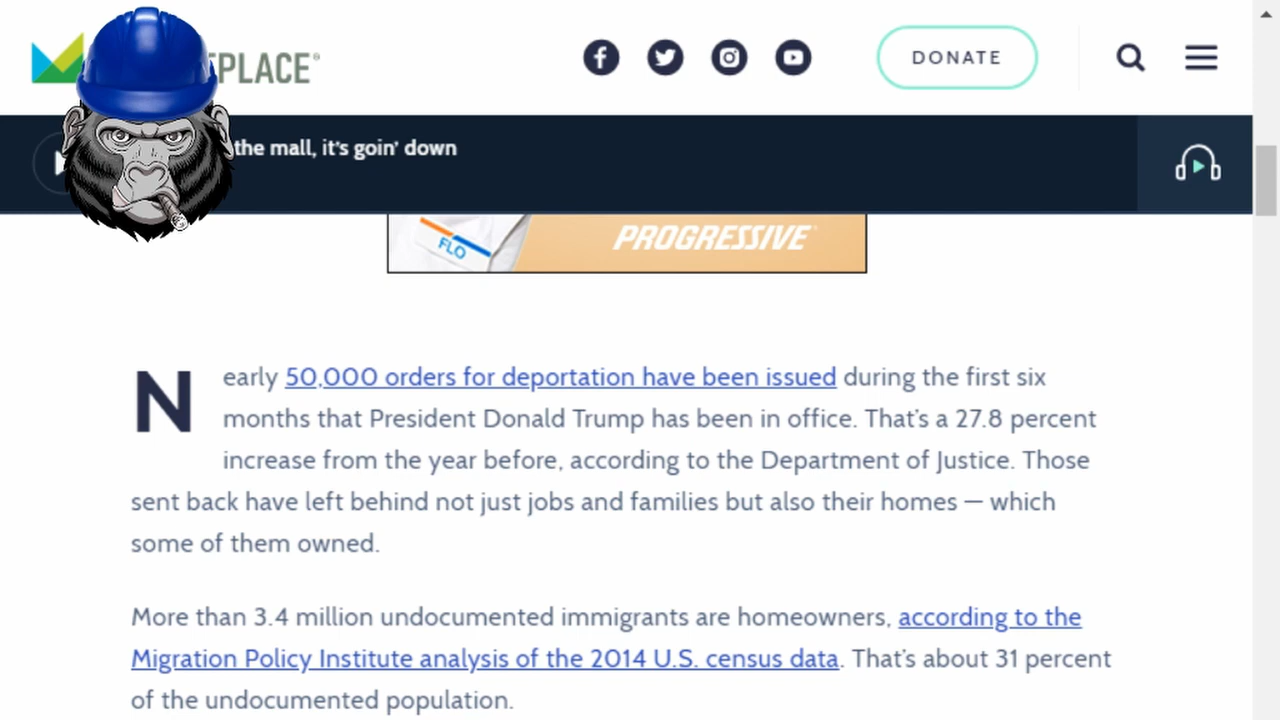 PLACE®
DONATE
the mall, it's goin' down
FLO
PROGRESSIVE
Nearly 50,000 orders for deportation have been issued during the first six
months that President Donald Trump has been in office. That's a 27.8 percent
increase from the year before, according to the Department of Justice. Those
sent back have left behind not just jobs and families but also their homes — which
some of them owned.
More than 3.4 million undocumented immigrants are homeowners, according to the
Migration Policy Institute analysis of the 2014 U.S. census data. That's about 31 percent
of the undocumented population.